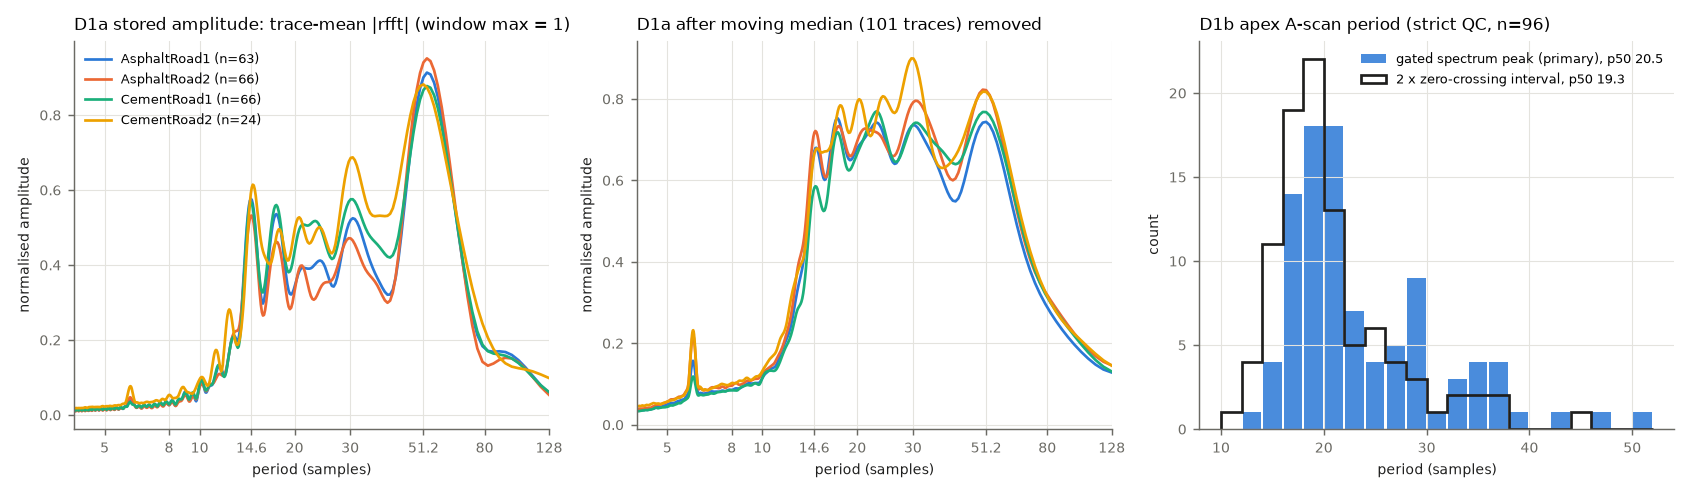 D1a stored amplitude: trace-mean |rfft| (window max = 1)
AsphaltRoad1 (n=63)
AsphaltRoad2 (n=66)
CementRoad1 (n=66)
CementRoad2 (n=24)
normalised amplitude
0.8
0.6
0.4
0.2
0.0
5 8 10 14.6 20 30 51.2 80 128
period (samples)
D1a after moving median (101 traces) removed
normalised amplitude
0.8
0.6
0.4
0.2
0.0
5 8 10 14.6 20 30 51.2 80 128
period (samples)
D1b apex A-scan period (strict QC, n=96)
gated spectrum peak (primary), p50 20.5
2 x zero-crossing interval, p50 19.3
count
20
15
10
5
0
10 20 30 40 50
period (samples)